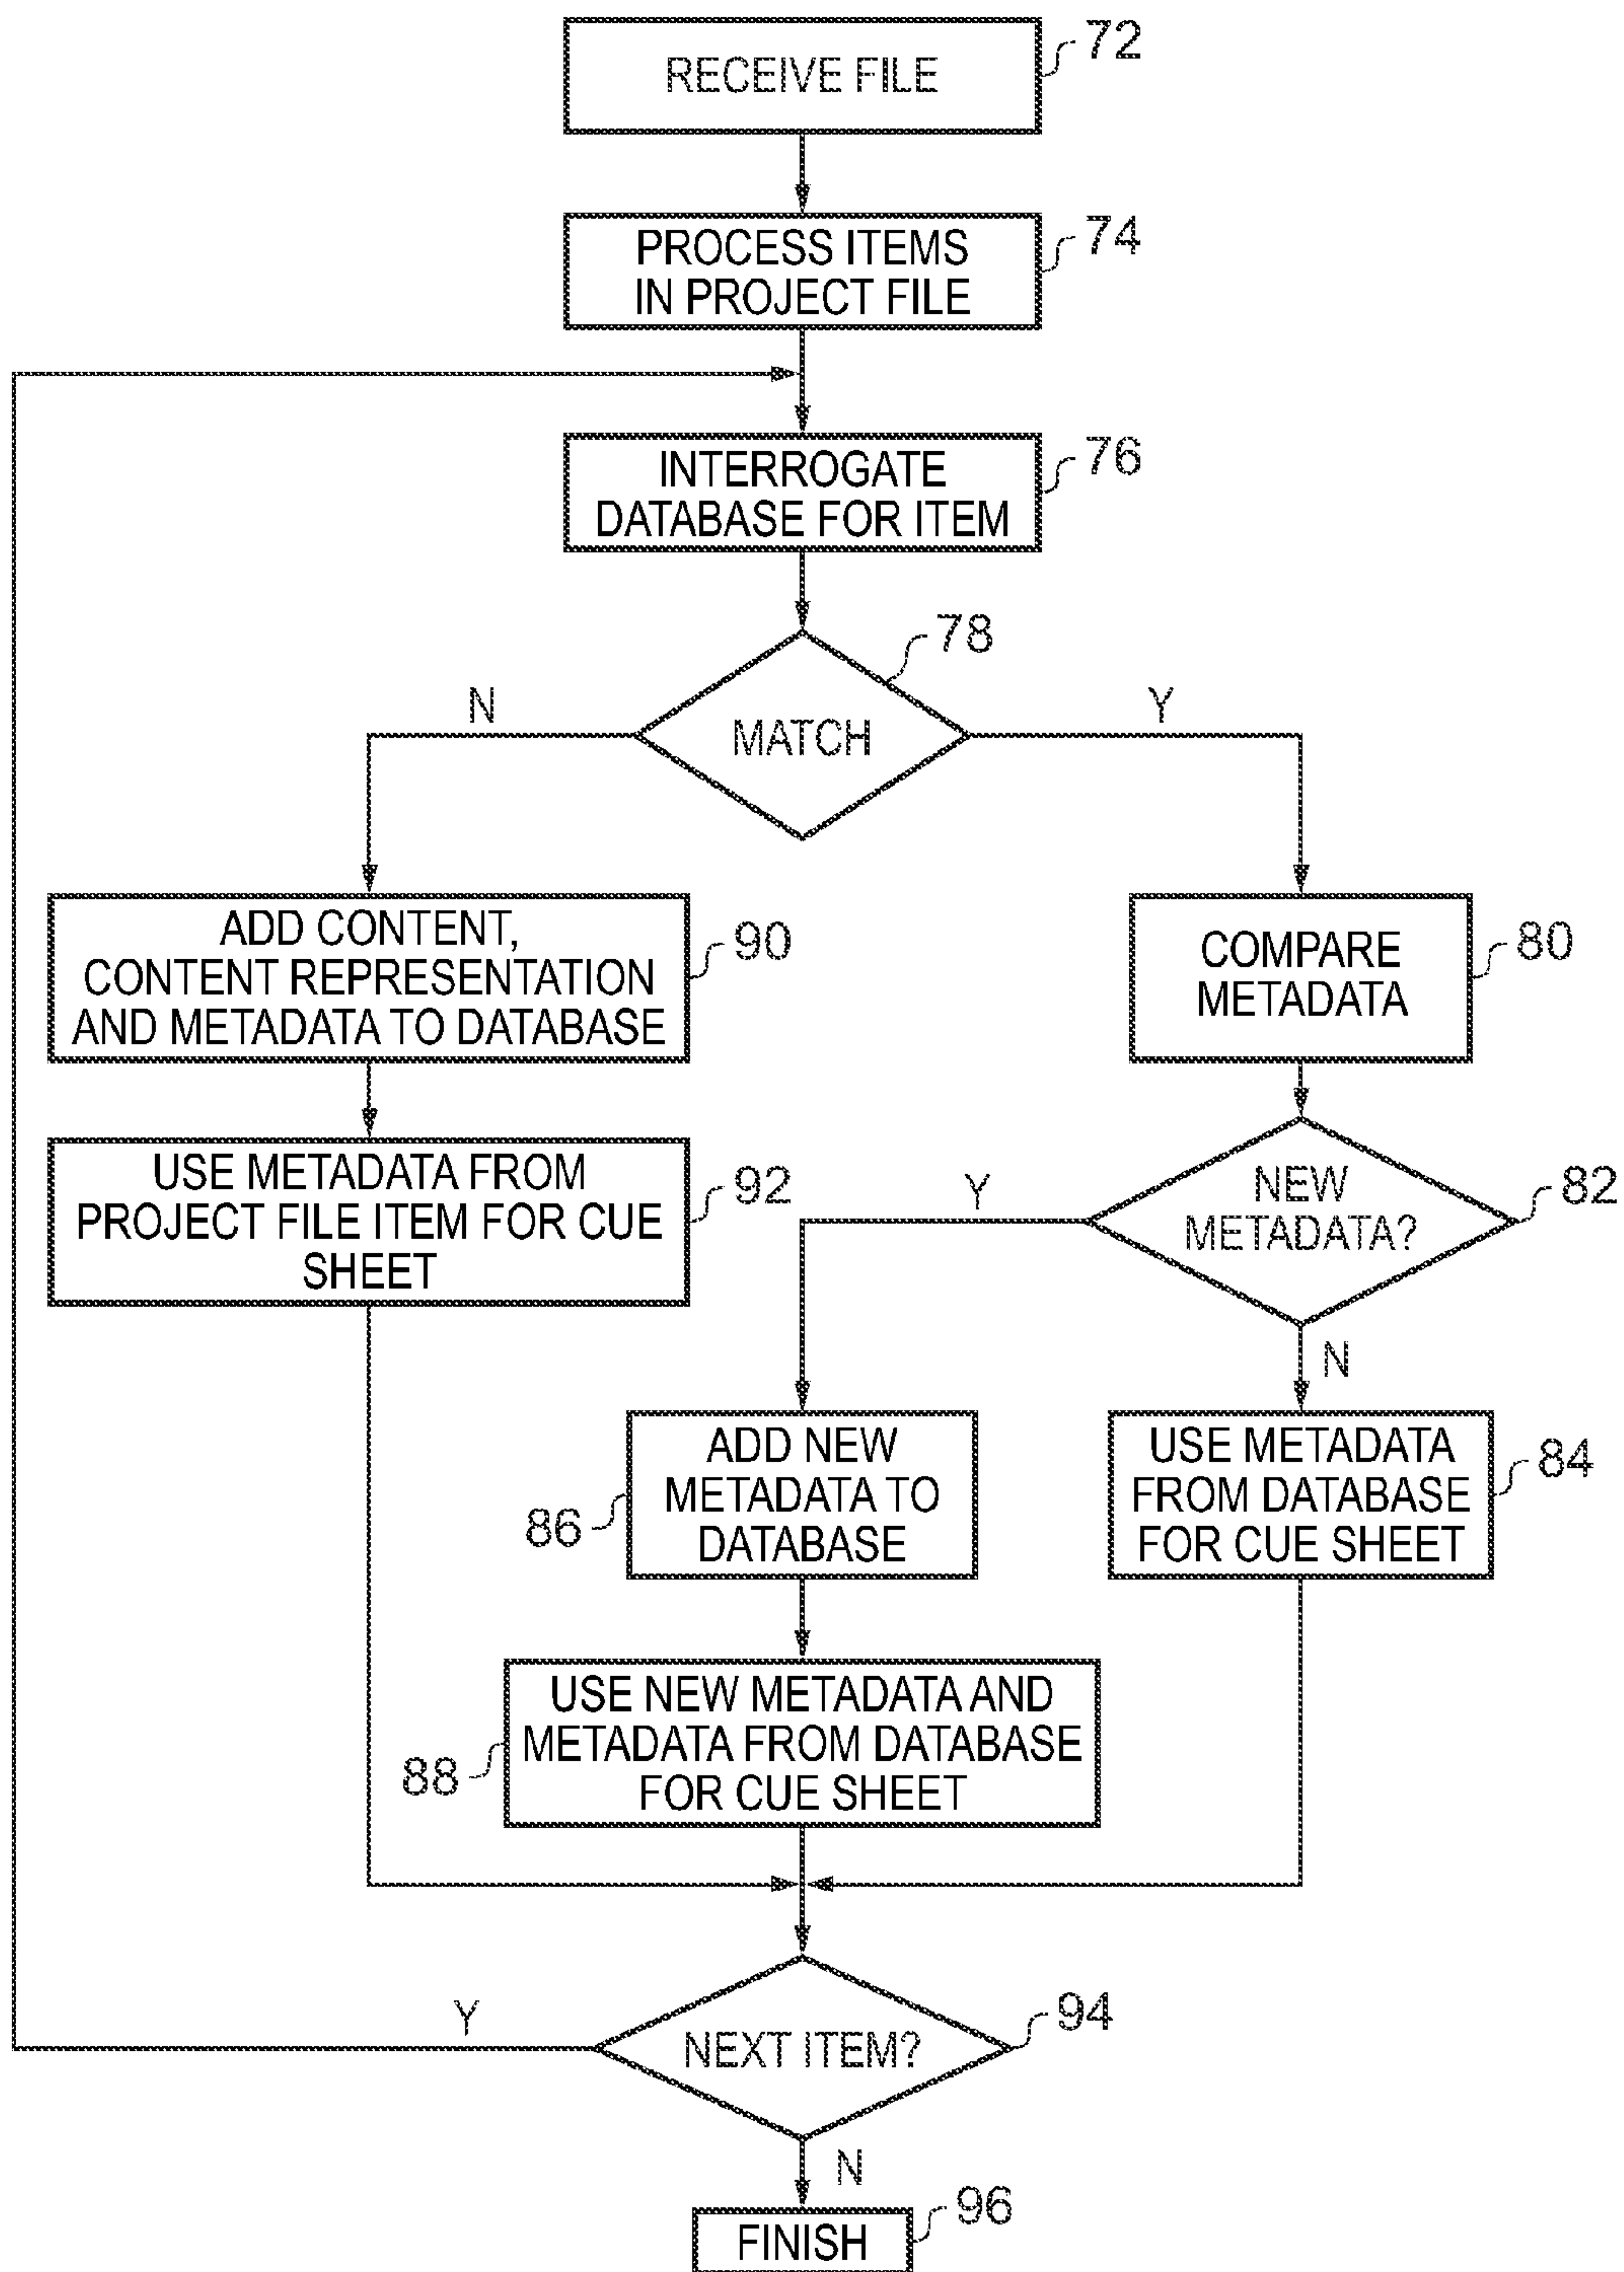 RECEIVE FILE
72
PROCESS ITEMS
IN PROJECT FILE
74
INTERROGATE
DATABASE FOR ITEM
76
78
N
MATCH
Y
ADD CONTENT,
CONTENT REPRESENTATION
AND METADATA TO DATABASE
90
COMPARE
METADATA
80
USE METADATA FROM
PROJECT FILE ITEM FOR CUE
SHEET
92
Y
NEW
METADATA?
82
N
ADD NEW
METADATA TO
DATABASE
86
USE METADATA
FROM DATABASE
FOR CUE SHEET
84
USE NEW METADATA AND
METADATA FROM DATABASE
FOR CUE SHEET
88
Y
NEXT ITEM?
94
N
FINISH
96